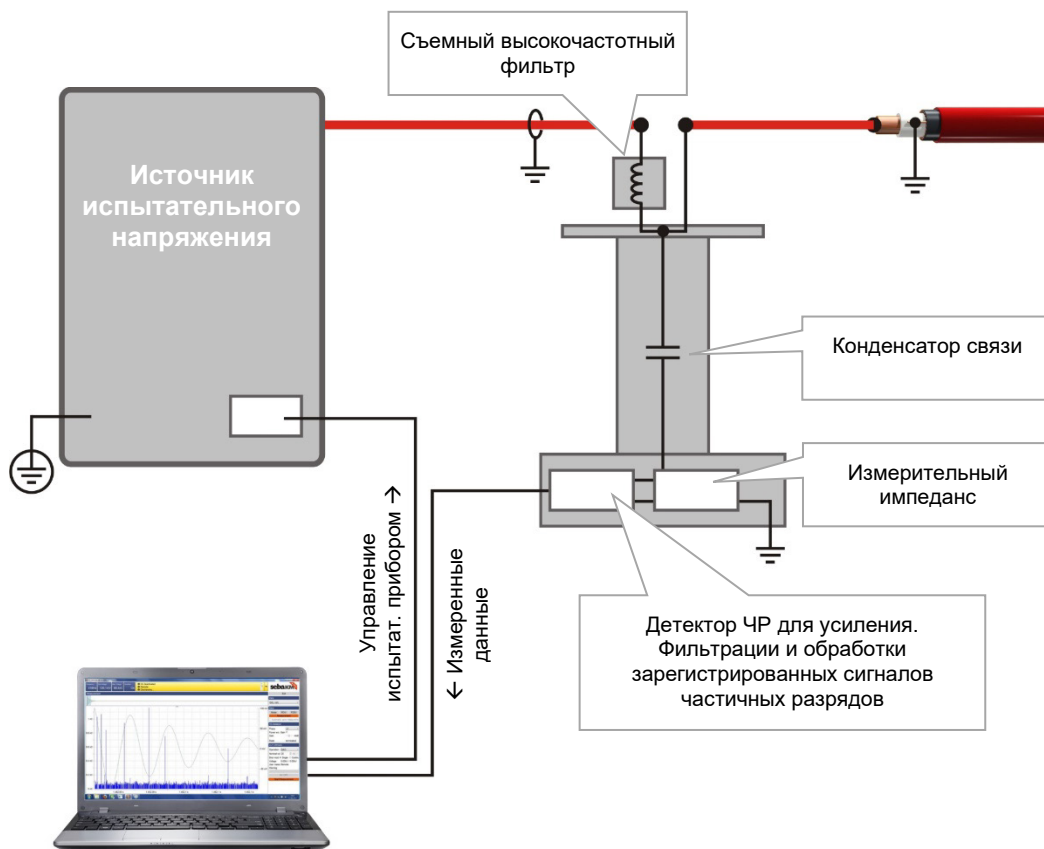 Съемный высокочастотный
фильтр
Источник
испытательного
напряжения
Конденсатор связи
Измерительный
импеданс
Управление
испытат. прибором →
← Измеренные
данные
Детектор ЧР для усиления.
Фильтрации и обработки
зарегистрированных сигналов
частичных разрядов